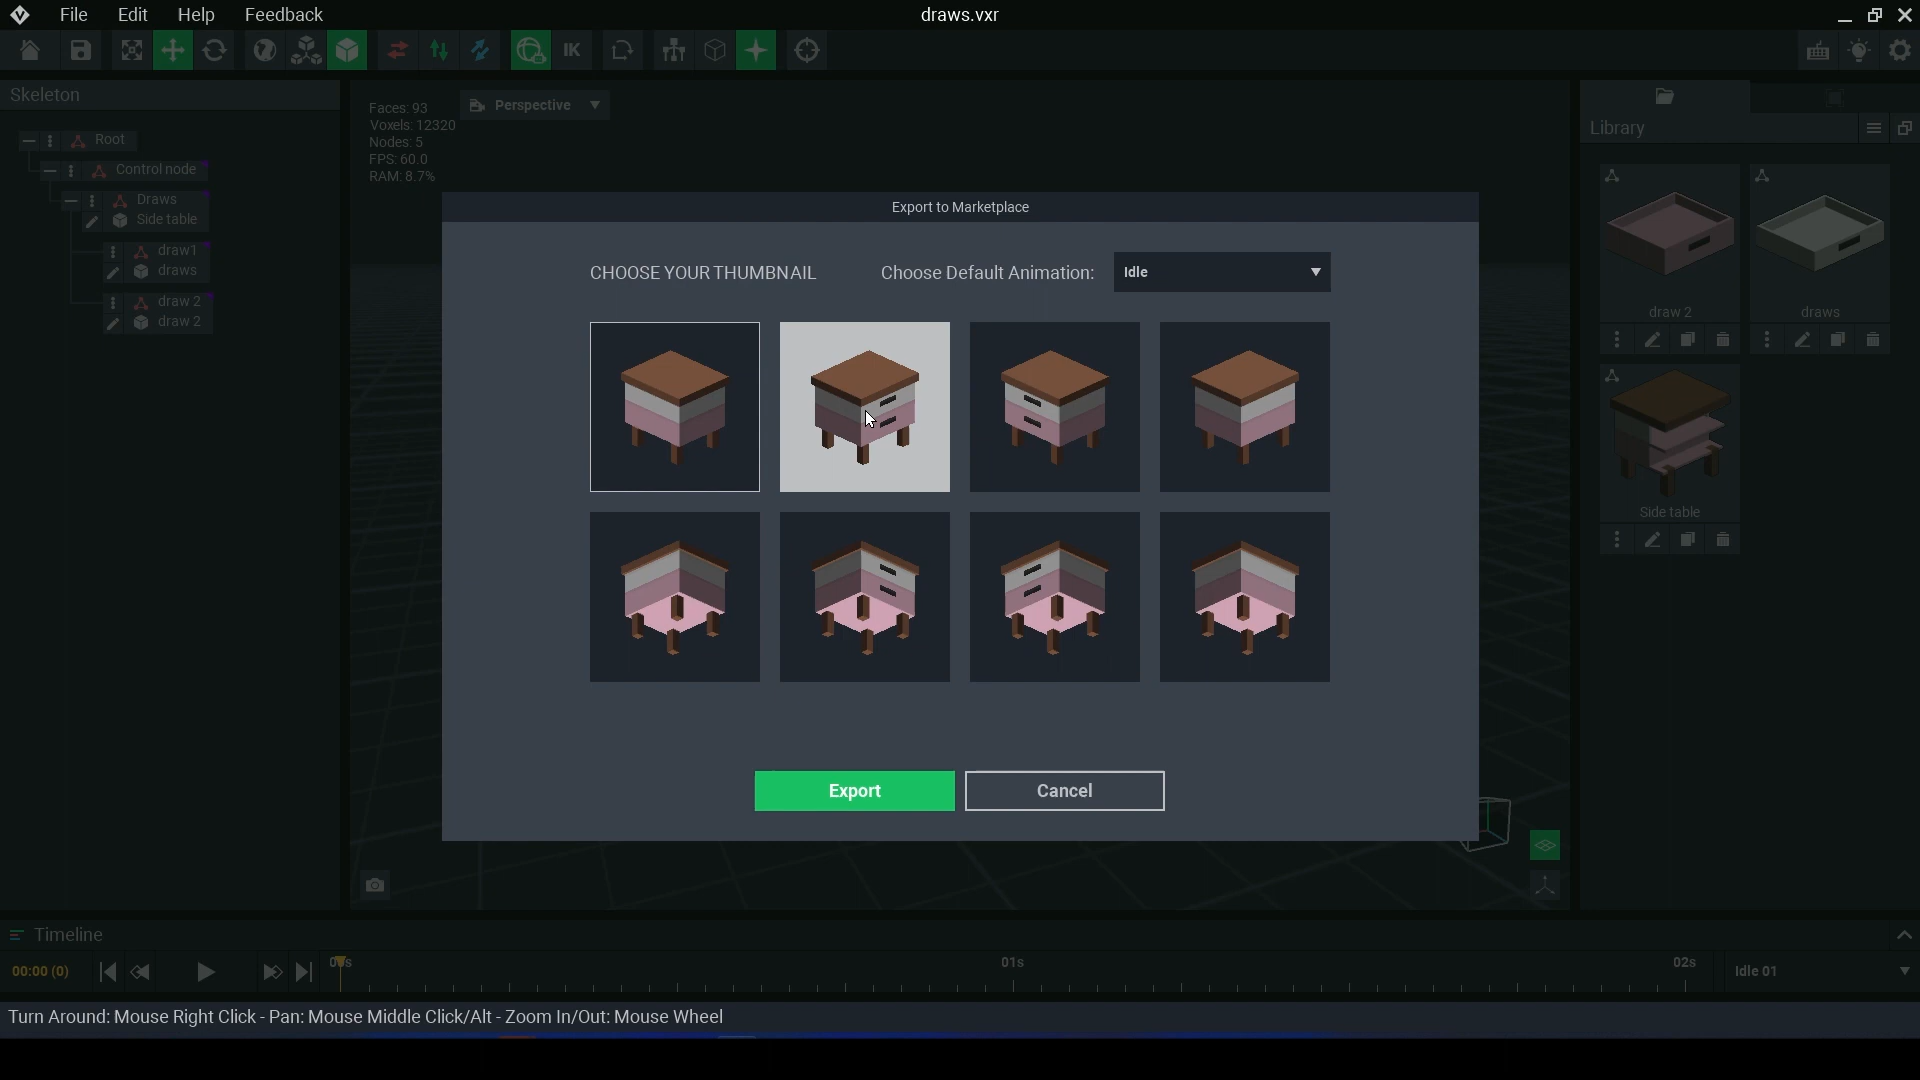 File Edit Help Feedback
draws.vxr
IK
Skeleton
Root
Control node
Draws
Side table
draw1
draws
draw 2
draw 2
Faces: 93
Voxels: 12320
Nodes: 5
FPS: 60.0
RAM: 8.7%
Perspective
Library
draw 2
draws
Side table
Export to Marketplace
CHOOSE YOUR THUMBNAIL
Choose Default Animation:
Idle
Export
Cancel
Timeline
00:00 (0)
01s
02s
Idle 01
Turn Around: Mouse Right Click - Pan: Mouse Middle Click/Alt - Zoom In/Out: Mouse Wheel